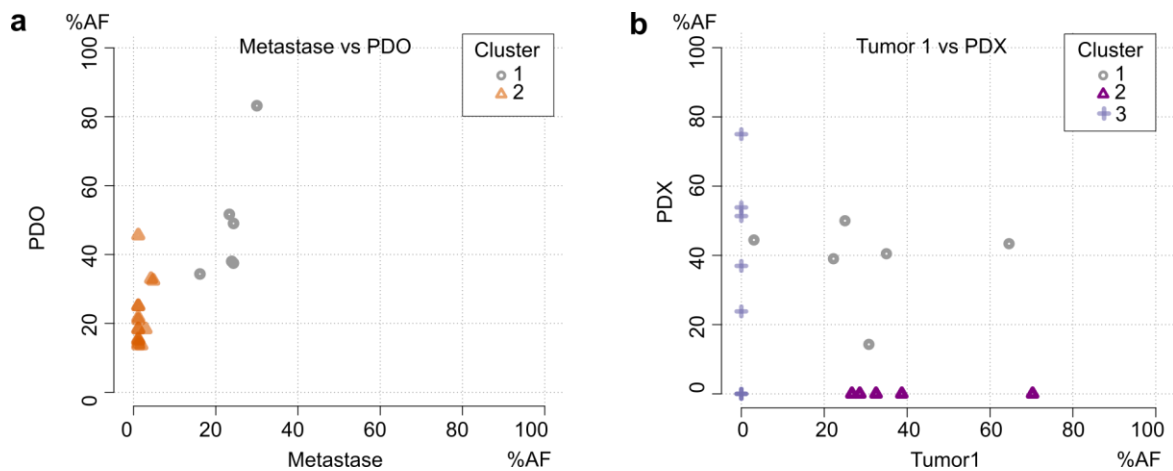 a
%AF
Metastase vs PDO
Cluster
1
2
100
80
60
40
20
0
PDO
0 20 40 60 80 100
Metastase %AF
b
%AF
Tumor 1 vs PDX
Cluster
1
2
3
100
80
60
40
20
0
PDX
0 20 40 60 80 100
Tumor1 %AF